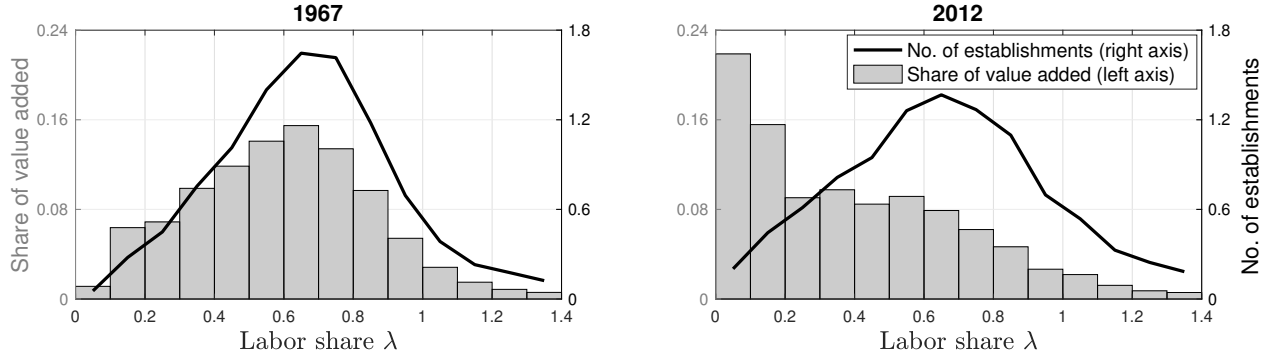 1967
Share of value added
0.24
0.16
0.08
0
1.8
1.2
0.6
0
0 0.2 0.4 0.6 0.8 1 1.2 1.4
Labor share λ
2012
No. of establishments (right axis)
Share of value added (left axis)
0.24
0.16
0.08
0
1.8
1.2
0.6
0
No. of establishments
0 0.2 0.4 0.6 0.8 1 1.2 1.4
Labor share λ